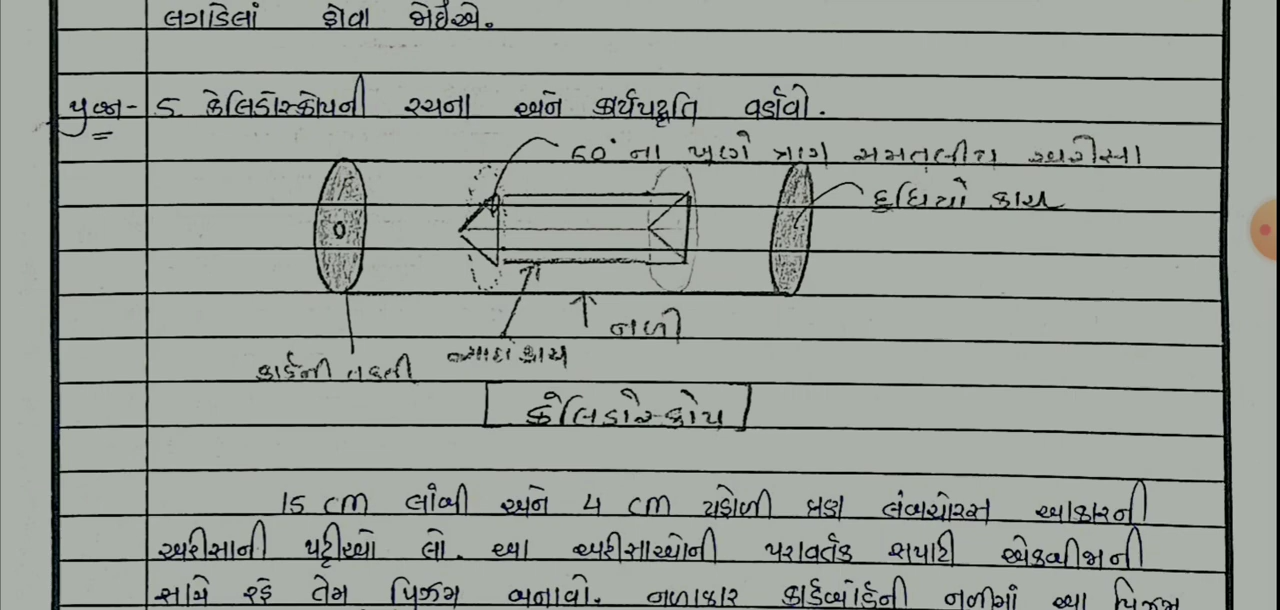 લગાડેલાં હોવા જોઈએ.
પ્રશ્ન- 5. કેલિડોસ્કોપની રચના અને કાર્યપદ્ધતિ વર્ણવો.
60° ના ખૂણે ત્રણ સમતલીય અરીસા
દુધિયો કાચ
નળી
સાદા કાચ
કાર્ડની તકતી
કેલિડોસ્કોપ
15 cm લાંબી અને 4 cm પહોળી ત્રણ લંબચોરસ આકારની
અરીસાની પટ્ટીઓ લો. આ અરીસાઓની પરાવર્તક સપાટી એકબીજાની
સામે રહે તેમ પ્રિઝમ બનાવો. નળાકાર કાર્ડબોર્ડની નળીમાં આ પ્રિઝમ